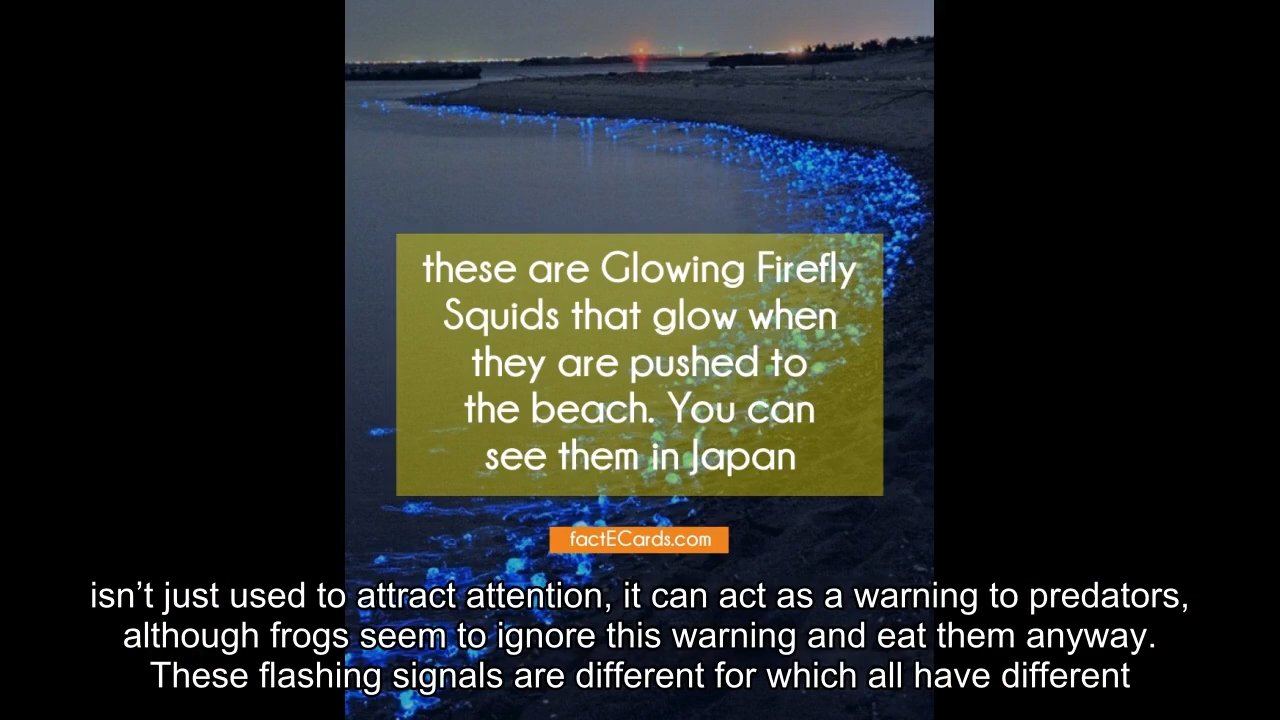 these are Glowing Firefly
Squids that glow when
they are pushed to
the beach. You can
see them in Japan
factECards.com
isn’t just used to attract attention, it can act as a warning to predators,
although frogs seem to ignore this warning and eat them anyway.
These flashing signals are different for which all have different